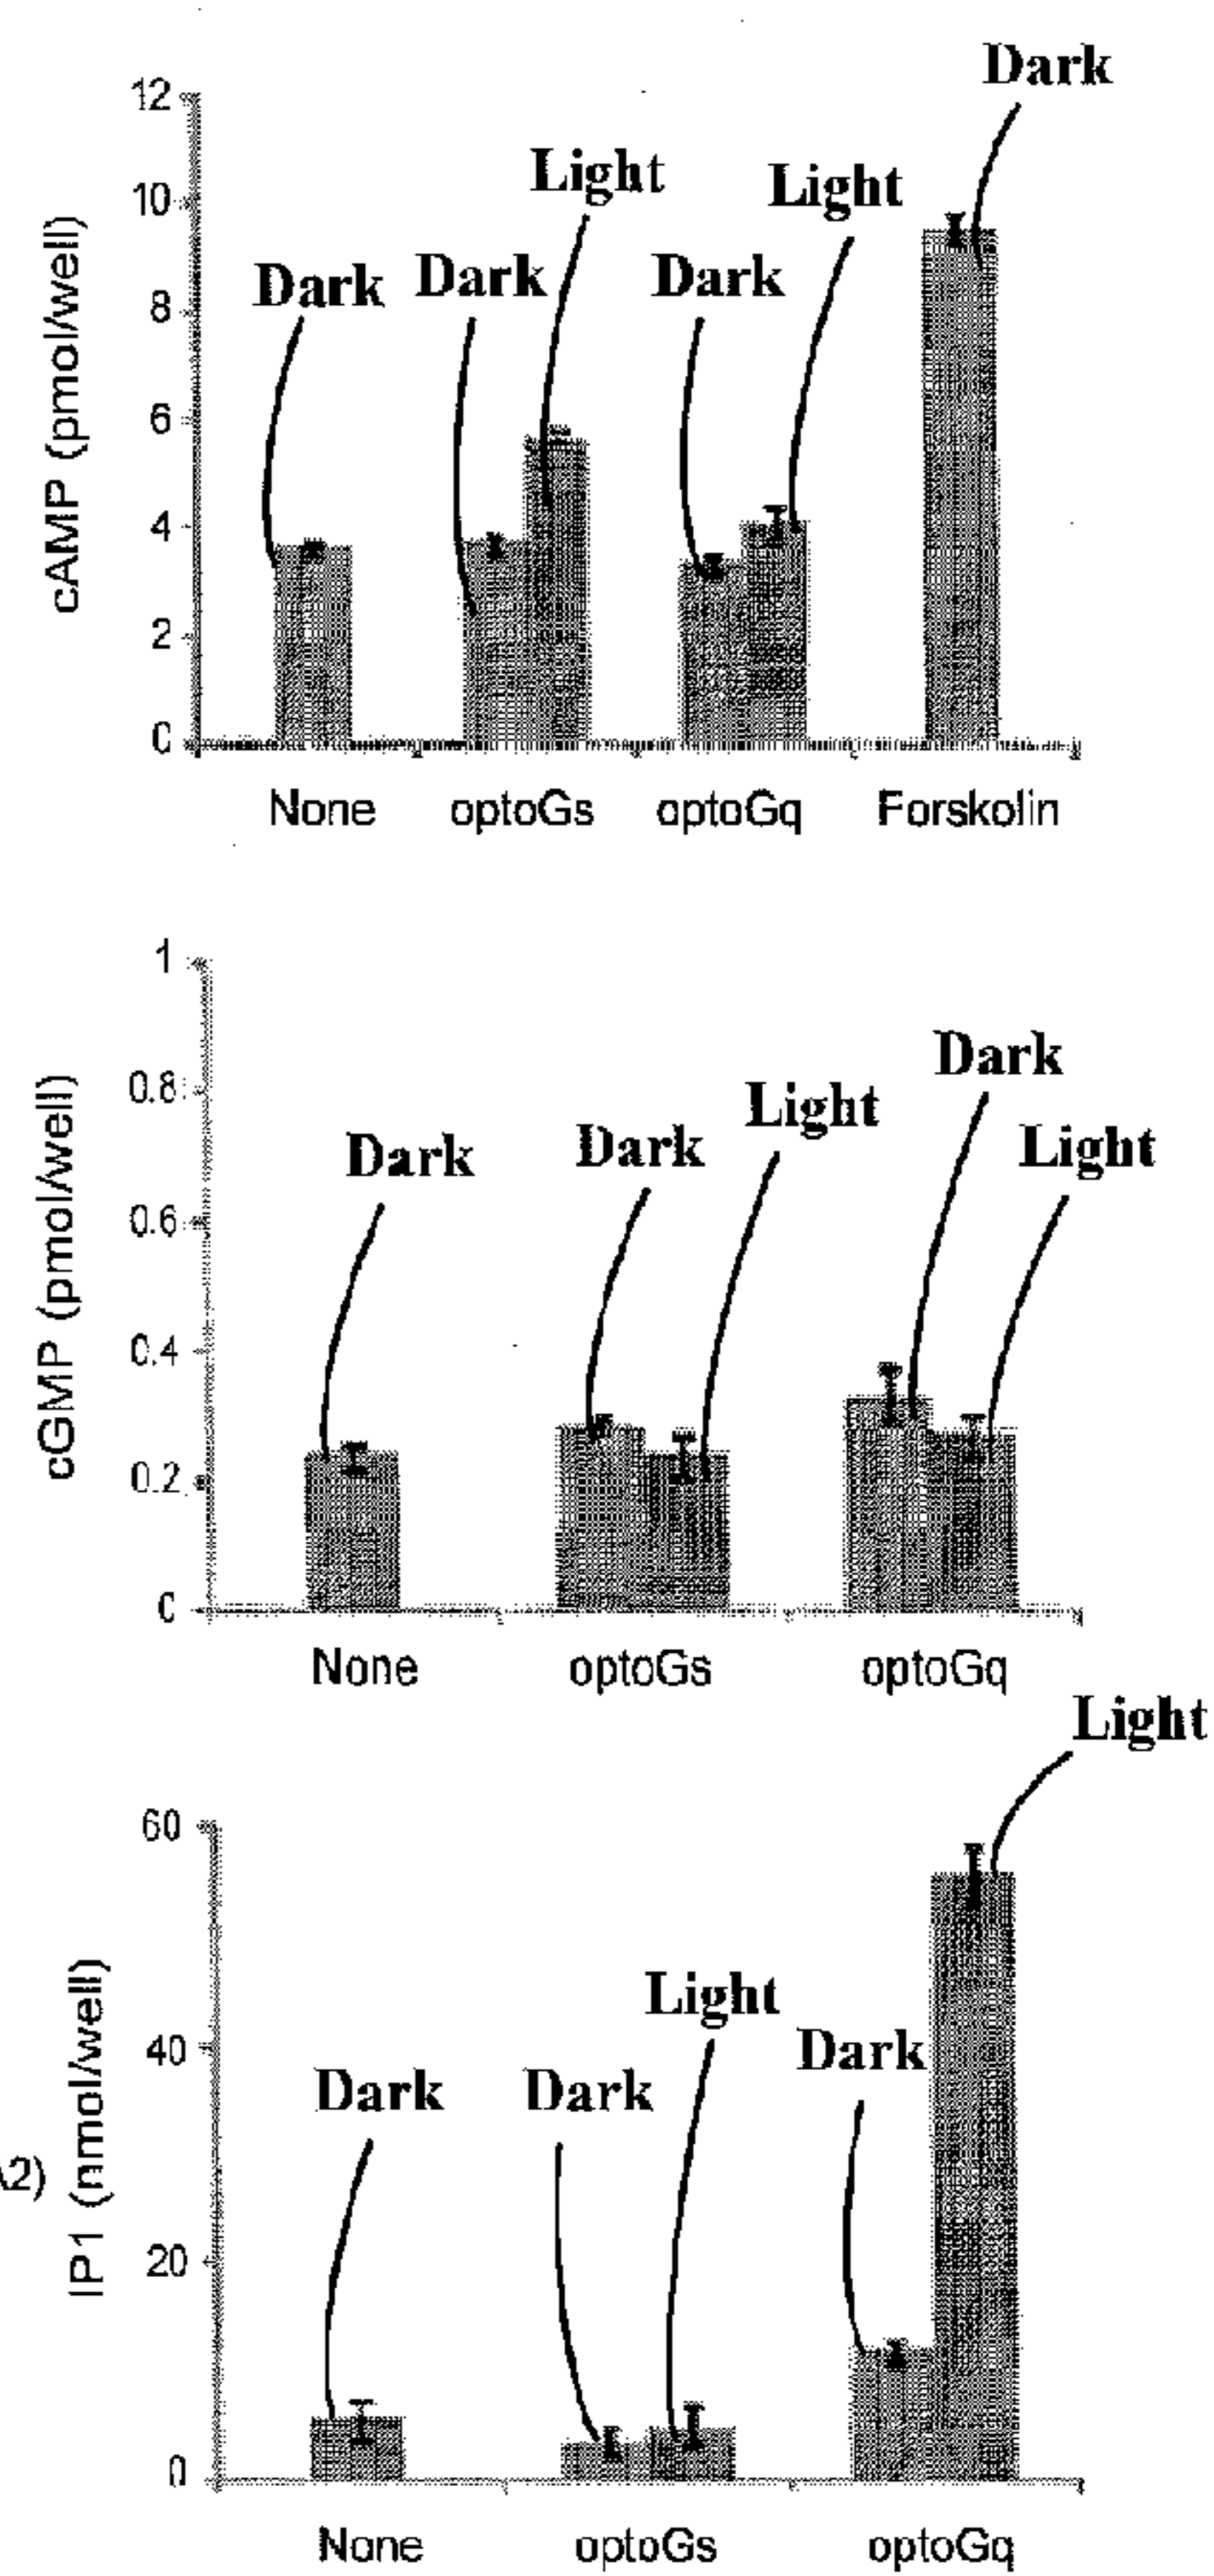 Dark
12
Light
Light
10
Dark
Dark
Dark
8
cAMP (pmol/well)
6
4
2
0
None optoGs optoGq Forskolin
1
Dark
0.8
Light
Dark
Dark
Light
0.6
cGMP (pmol/well)
0.4
0.2
0
None optoGs optoGq
Light
60
Light
40
Dark
Dark
Dark
IP1 (nmol/well)
2)
20
0
None optoGs optoGq